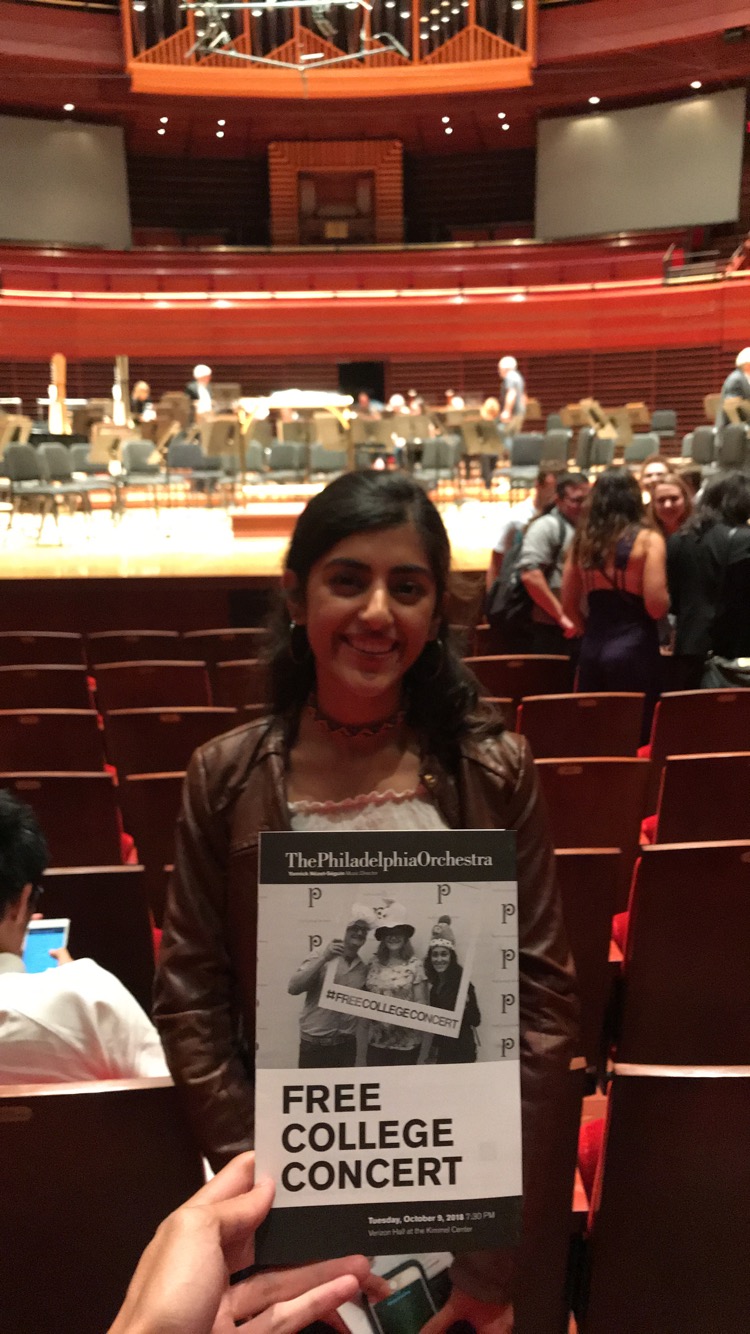 ThePhiladelphiaOrchestra
Yannick Nézet-Séguin Music Director
#FREECOLLEGECONCERT
FREE
COLLEGE
CONCERT
Tuesday, October 9, 2018 7:30 PM
Verizon Hall at the Kimmel Center